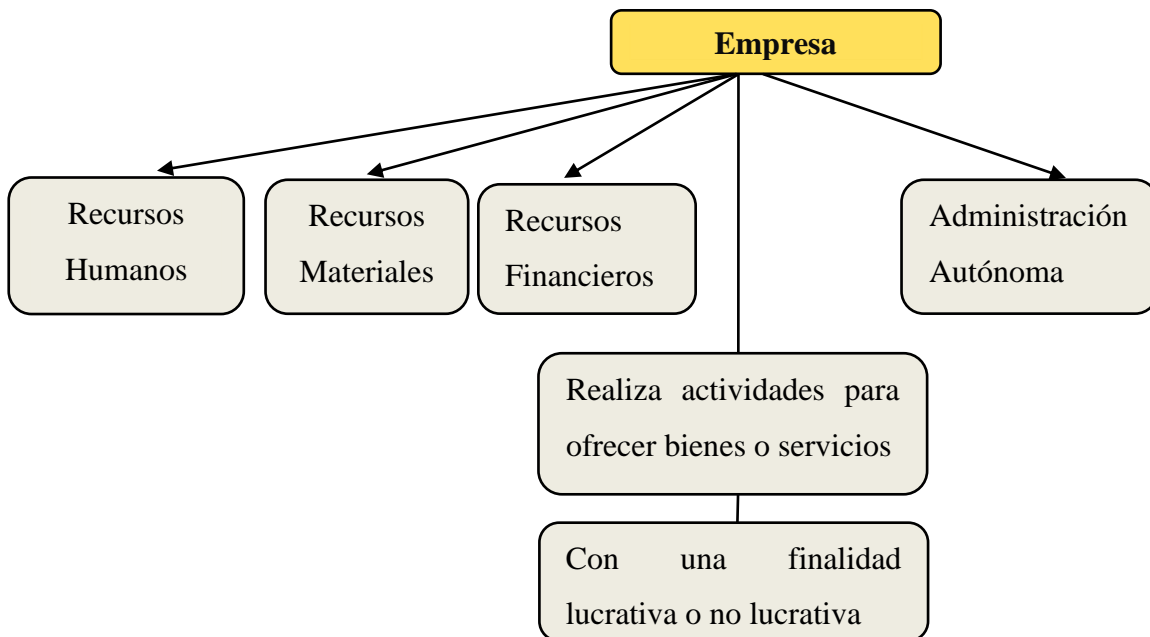 Empresa
Recursos
Humanos
Recursos
Materiales
Recursos
Financieros
Administración
Autónoma
Realiza actividades para
ofrecer bienes o servicios
Con una finalidad
lucrativa o no lucrativa